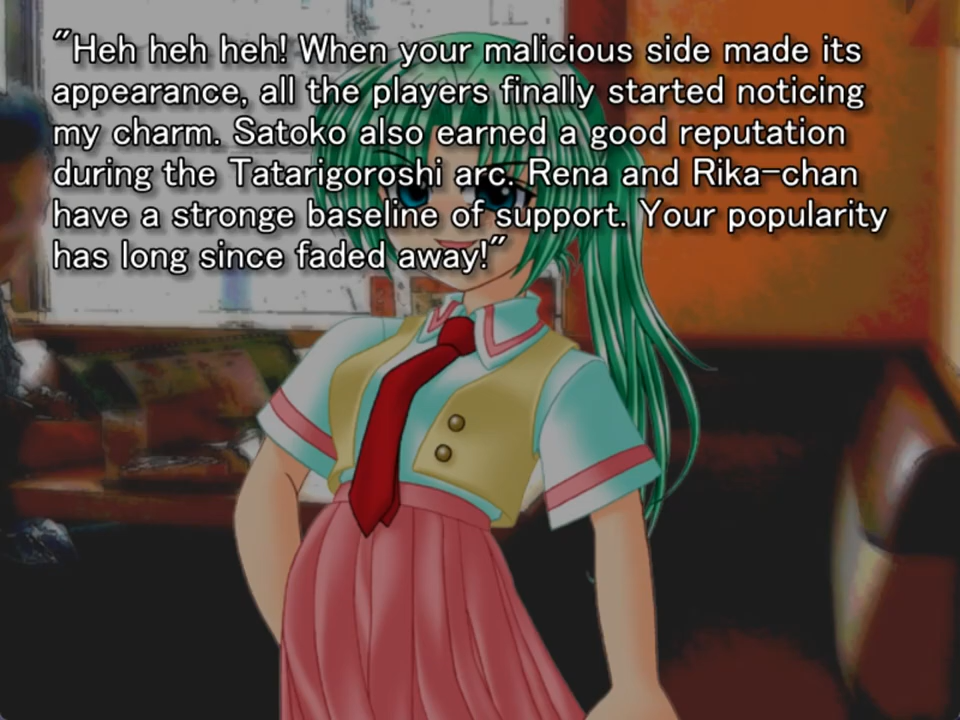 "Heh heh heh! When your malicious side made its
appearance, all the players finally started noticing
my charm. Satoko also earned a good reputation
during the Tatarigoroshi arc. Rena and Rika-chan
have a stronge baseline of support. Your popularity
has long since faded away!"